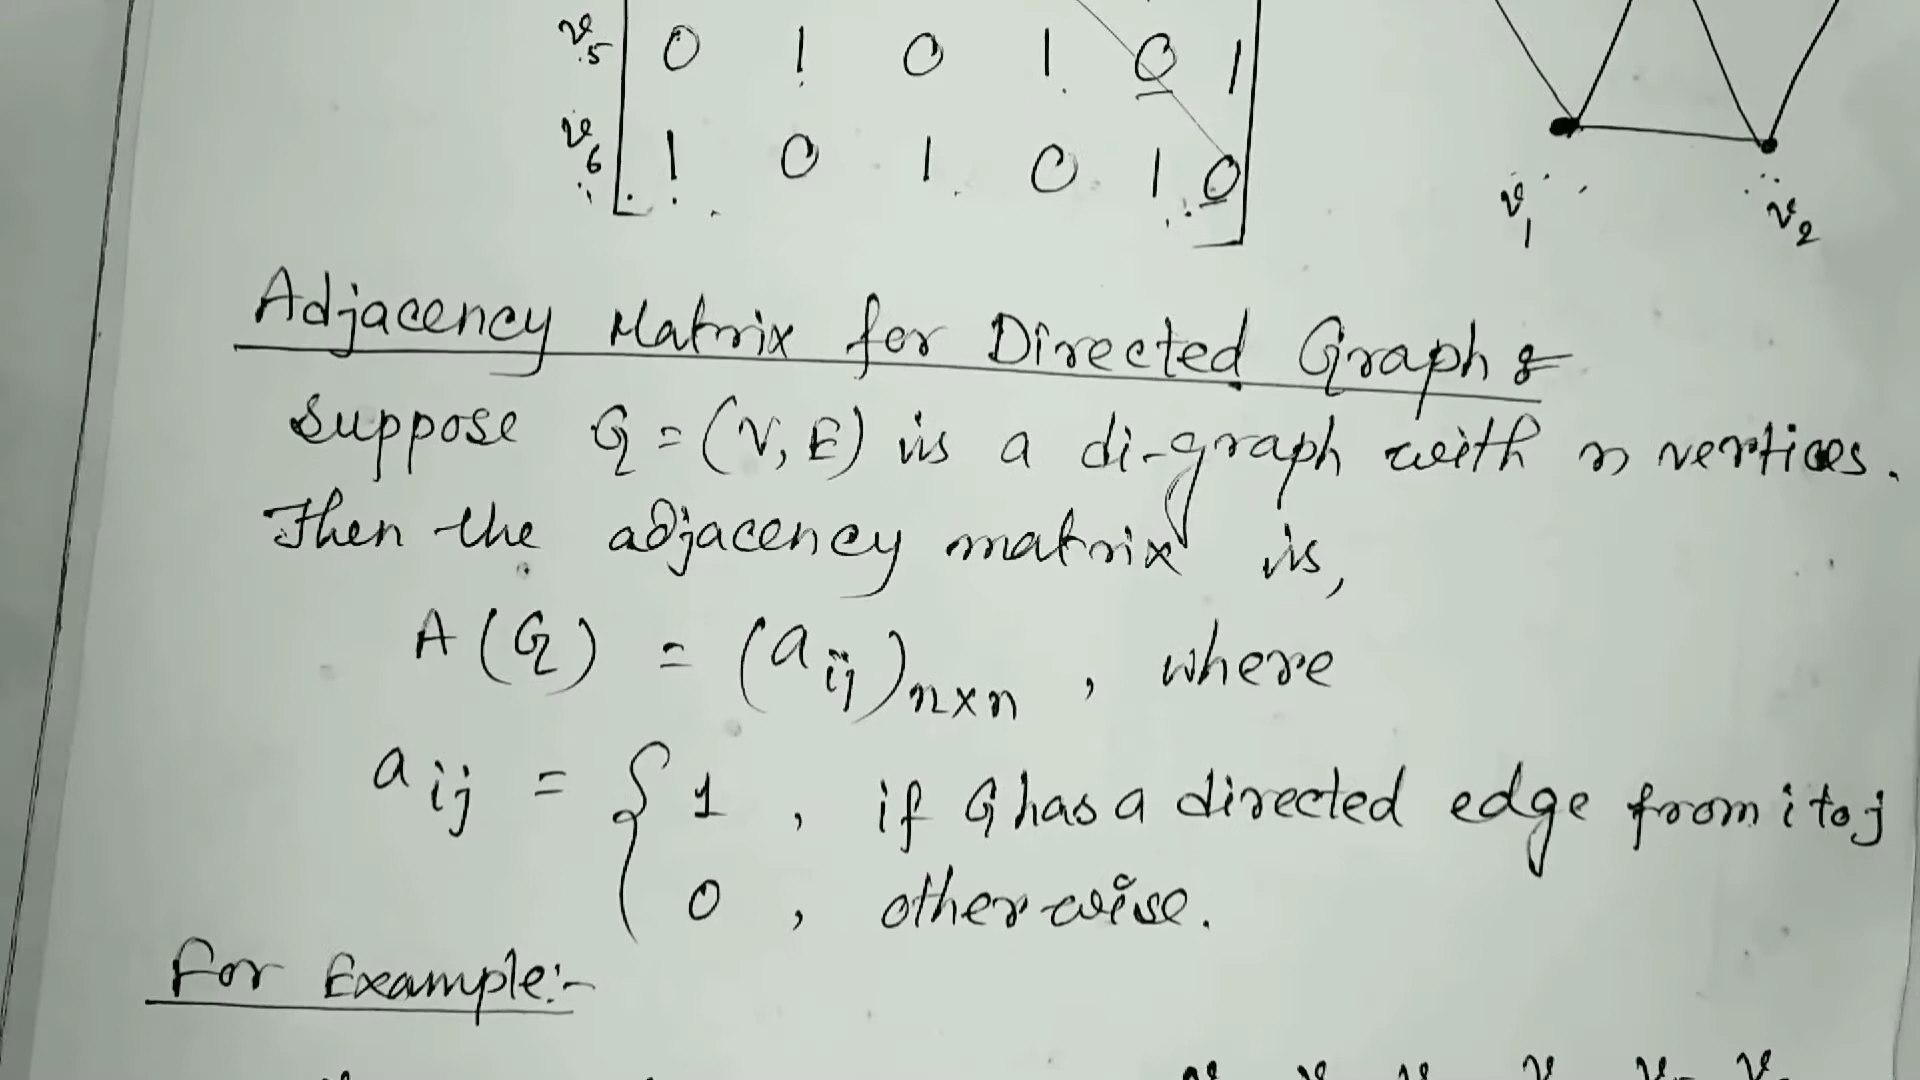 v5 0 1 0 1 0 1
v6 1 0 1 0 1 0
v1 v2
Adjacency Matrix for Directed Graph :
Suppose G = (V, E) is a di-graph with n vertices.
Then the adjacency matrix is,
A (G) = (a ij) n×n , where
a ij = { 1 , if G has a directed edge from i to j
0 , otherwise.
For Example:-